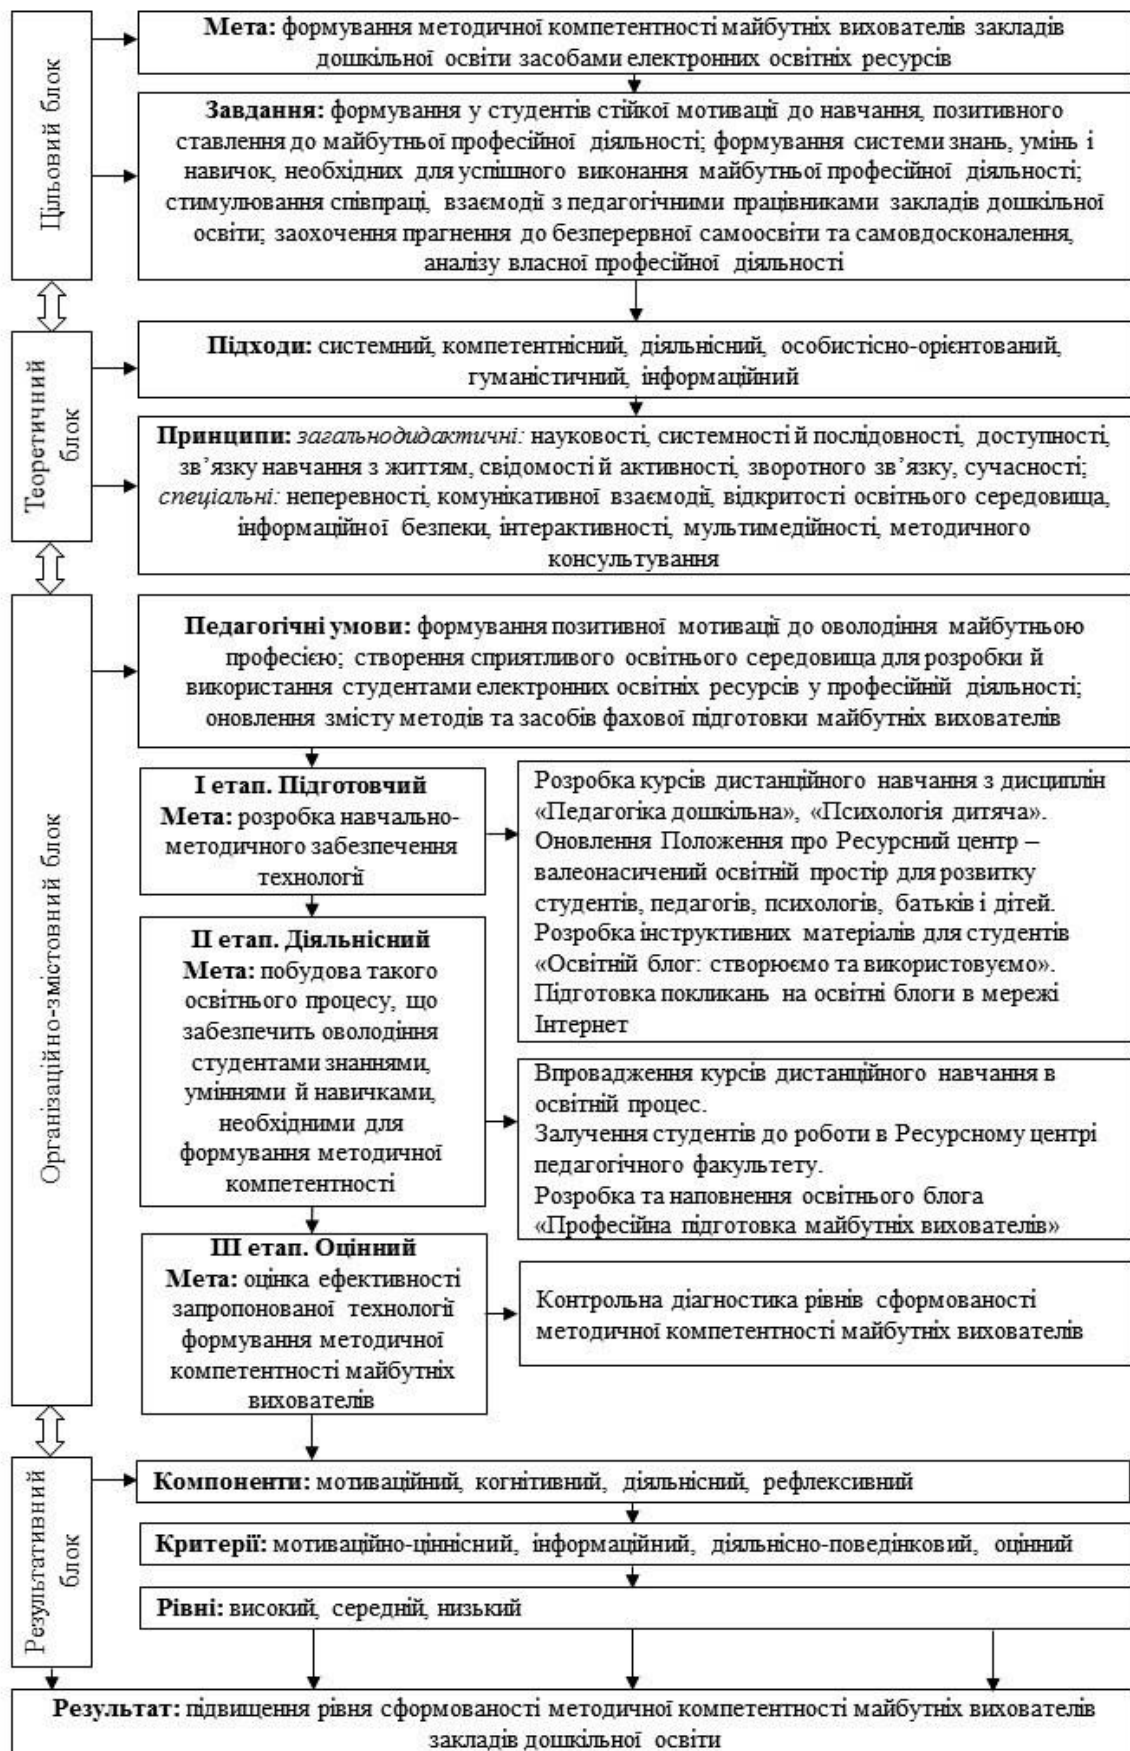 Цільовий блок
Мета: формування методичної компетентності майбутніх вихователів закладів
дошкільної освіти засобами електронних освітніх ресурсів
Завдання: формування у студентів стійкої мотивації до навчання, позитивного
ставлення до майбутньої професійної діяльності; формування системи знань, умінь і
навичок, необхідних для успішного виконання майбутньої професійної діяльності;
стимулювання співпраці, взаємодії з педагогічними працівниками закладів дошкільної
освіти; заохочення прагнення до безперервної самоосвіти та самовдосконалення,
аналізу власної професійної діяльності
Теоретичний
блок
Підходи: системний, компетентнісний, діяльнісний, особистісно-орієнтований,
гуманістичний, інформаційний
Принципи: загальнодидактичні: науковості, системності й послідовності, доступності,
зв’язку навчання з життям, свідомості й активності, зворотного зв’язку, сучасності;
спеціальні: неперевності, комунікативної взаємодії, відкритості освітнього середовища,
інформаційної безпеки, інтерактивності, мультимедійності, методичного
консультування
Організаційно-змістовний блок
Педагогічні умови: формування позитивної мотивації до оволодіння майбутньою
професією; створення сприятливого освітнього середовища для розробки й
використання студентами електронних освітніх ресурсів у професійній діяльності;
оновлення змісту методів та засобів фахової підготовки майбутніх вихователів
І етап. Підготовчий
Мета: розробка навчально-
методичного забезпечення
технології
Розробка курсів дистанційного навчання з дисциплін
«Педагогіка дошкільна», «Психологія дитяча».
Оновлення Положення про Ресурсний центр –
валеонасичений освітній простір для розвитку
студентів, педагогів, психологів, батьків і дітей.
Розробка інструктивних матеріалів для студентів
«Освітній блог: створюємо та використовуємо».
Підготовка покликань на освітні блоги в мережі
Інтернет
ІІ етап. Діяльнісний
Мета: побудова такого
освітнього процесу, що
забезпечить оволодіння
студентами знаннями,
уміннями й навичками,
необхідними для
формування методичної
компетентності
Впровадження курсів дистанційного навчання в
освітній процес.
Залучення студентів до роботи в Ресурсному центрі
педагогічного факультету.
Розробка та наповнення освітнього блога
«Професійна підготовка майбутніх вихователів»
ІІІ етап. Оцінний
Мета: оцінка ефективності
запропонованої технології
формування методичної
компетентності майбутніх
вихователів
Контрольна діагностика рівнів сформованості
методичної компетентності майбутніх вихователів
Результативний
блок
Компоненти: мотиваційний, когнітивний, діяльнісний, рефлексивний
Критерії: мотиваційно-ціннісний, інформаційний, діяльнісно-поведінковий, оцінний
Рівні: високий, середній, низький
Результат: підвищення рівня сформованості методичної компетентності майбутніх вихователів
закладів дошкільної освіти